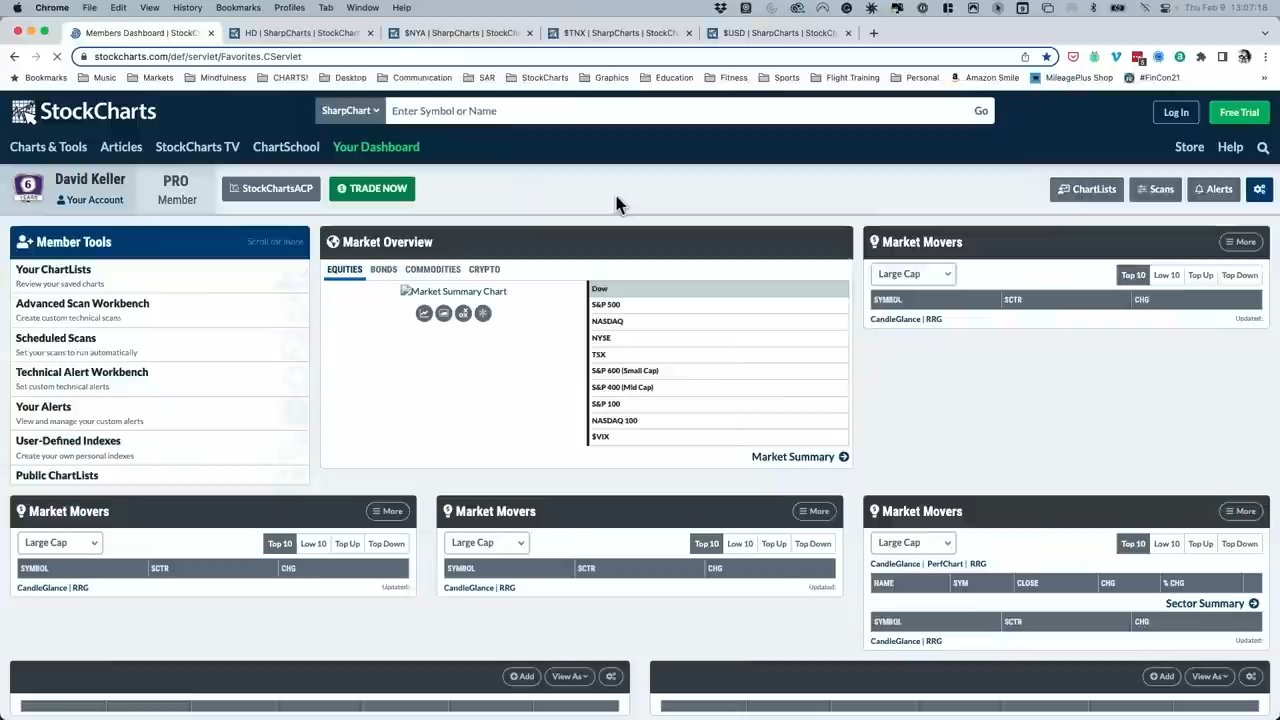 Chrome File Edit View History Bookmarks Profiles Tab Window Help
Thu Feb 9 13:07:18
Members Dashboard | StockC
HD | SharpCharts | StockChart
$NYA | SharpCharts | StockCh
$TNX | SharpCharts | StockCh
$USD | SharpCharts | StockCh
stockcharts.com/def/servlet/Favorites.CServlet
Bookmarks Music Markets Mindfulness CHARTS! Desktop Communication SAR StockCharts Graphics Education Fitness Sports Flight Training Personal Amazon Smile MileagePlus Shop #FinCon21 »
StockCharts
SharpChart Enter Symbol or Name Go
Log In Free Trial
Charts & Tools Articles StockCharts TV ChartSchool Your Dashboard
Store Help
6 YEARS
David Keller
Your Account
PRO
Member
StockChartsACP TRADE NOW
ChartLists Scans Alerts
Member Tools Scroll for more
Your ChartLists
Review your saved charts
Advanced Scan Workbench
Create custom technical scans
Scheduled Scans
Set your scans to run automatically
Technical Alert Workbench
Set custom technical alerts
Your Alerts
View and manage your custom alerts
User-Defined Indexes
Create your own personal indexes
Public ChartLists
Market Overview
EQUITIES BONDS COMMODITIES CRYPTO
Market Summary Chart
Dow
S&P 500
NASDAQ
NYSE
TSX
S&P 600 (Small Cap)
S&P 400 (Mid Cap)
S&P 100
NASDAQ 100
$VIX
Market Summary
Market Movers More
Large Cap Top 10 Low 10 Top Up Top Down
SYMBOL SCTR CHG
CandleGlance | RRG Updated:
Market Movers More
Large Cap Top 10 Low 10 Top Up Top Down
SYMBOL SCTR CHG
CandleGlance | RRG Updated:
Market Movers More
Large Cap Top 10 Low 10 Top Up Top Down
SYMBOL SCTR CHG
CandleGlance | RRG Updated:
Market Movers More
Large Cap Top 10 Low 10 Top Up Top Down
CandleGlance | PerfChart | RRG
NAME SYM CLOSE CHG % CHG
Sector Summary
SYMBOL SCTR CHG
CandleGlance | RRG Updated:
Add View As
Add View As